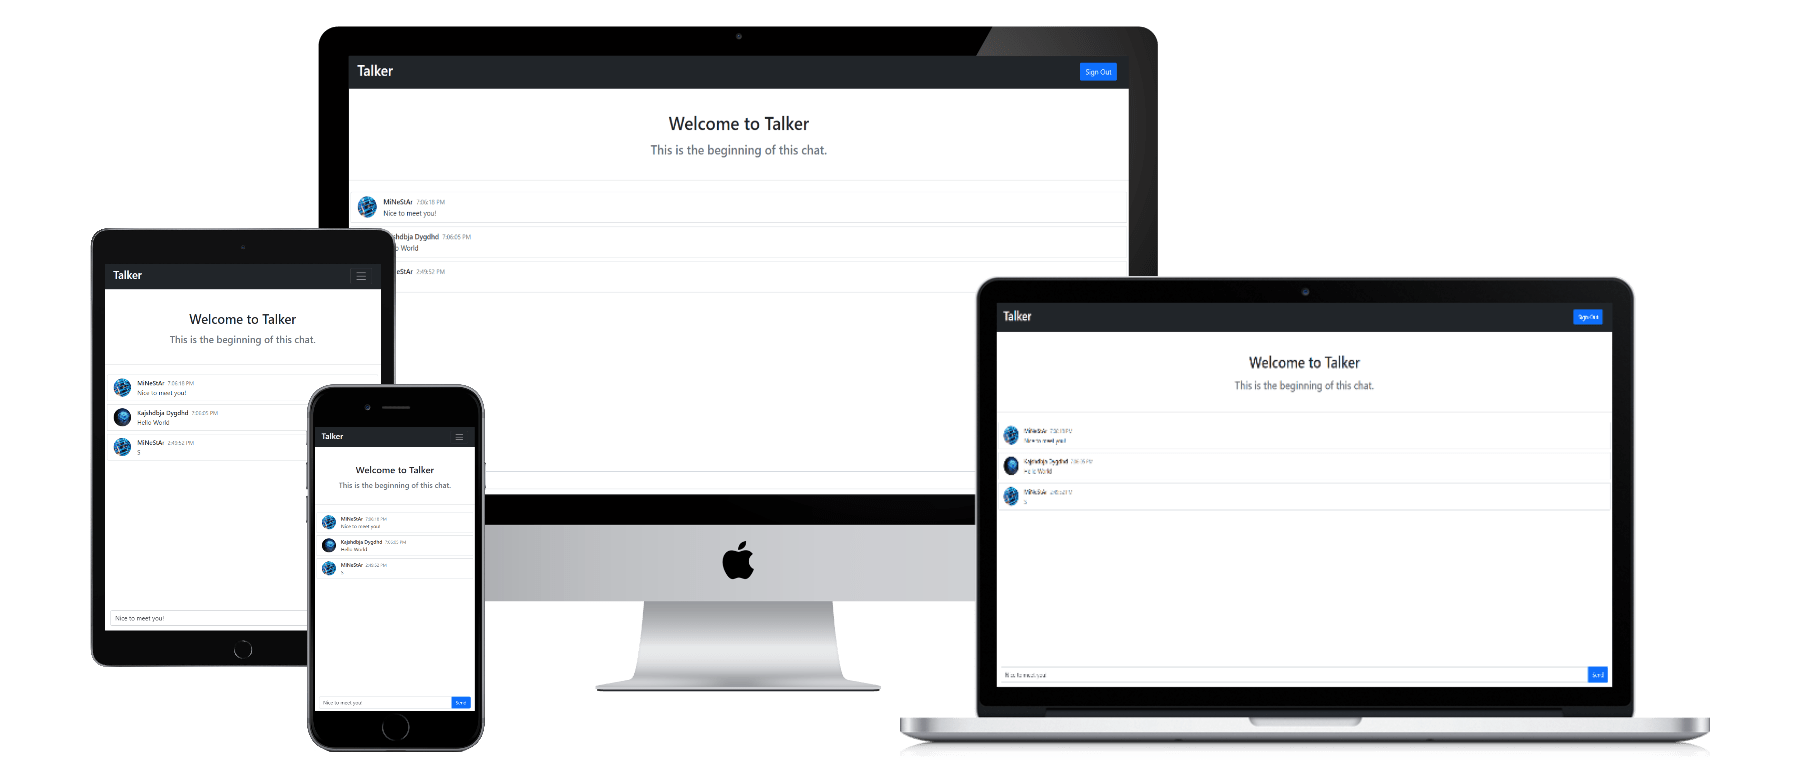 Talker
Sign Out
Welcome to Talker
This is the beginning of this chat.
MiNeStAr 7:06:18 PM
Nice to meet you!
shdbja Dygdhd 7:06:05 PM
o World
eStAr 2:49:52 PM
Talker
Welcome to Talker
This is the beginning of this chat.
MiNeStAr 7:06:18 PM
Nice to meet you!
Kajshdbja Dygdhd 7:06:05 PM
Hello World
MiNeStAr 2:49:52 PM
S
Nice to meet you!
Talker
Welcome to Talker
This is the beginning of this chat.
MiNeStAr 7:06:18 PM
Nice to meet you!
Kajshdbja Dygdhd 7:06:05 PM
Hello World
MiNeStAr 2:49:52 PM
S
Nice to meet you!
Send
Talker
Sign Out
Welcome to Talker
This is the beginning of this chat.
MiNeStAr 7:06:18 PM
Nice to meet you!
Kajshdbja Dygdhd 7:06:05 PM
Hello World
MiNeStAr 2:49:52 PM
S
Nice to meet you!
Send